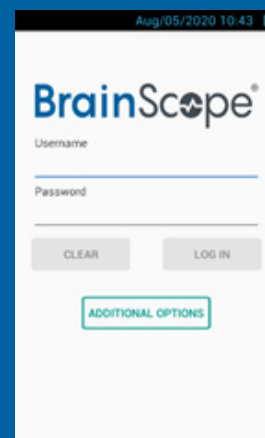 Aug/05/2020 10:43
BrainScope®
Username
Password
CLEAR LOG IN
ADDITIONAL OPTIONS